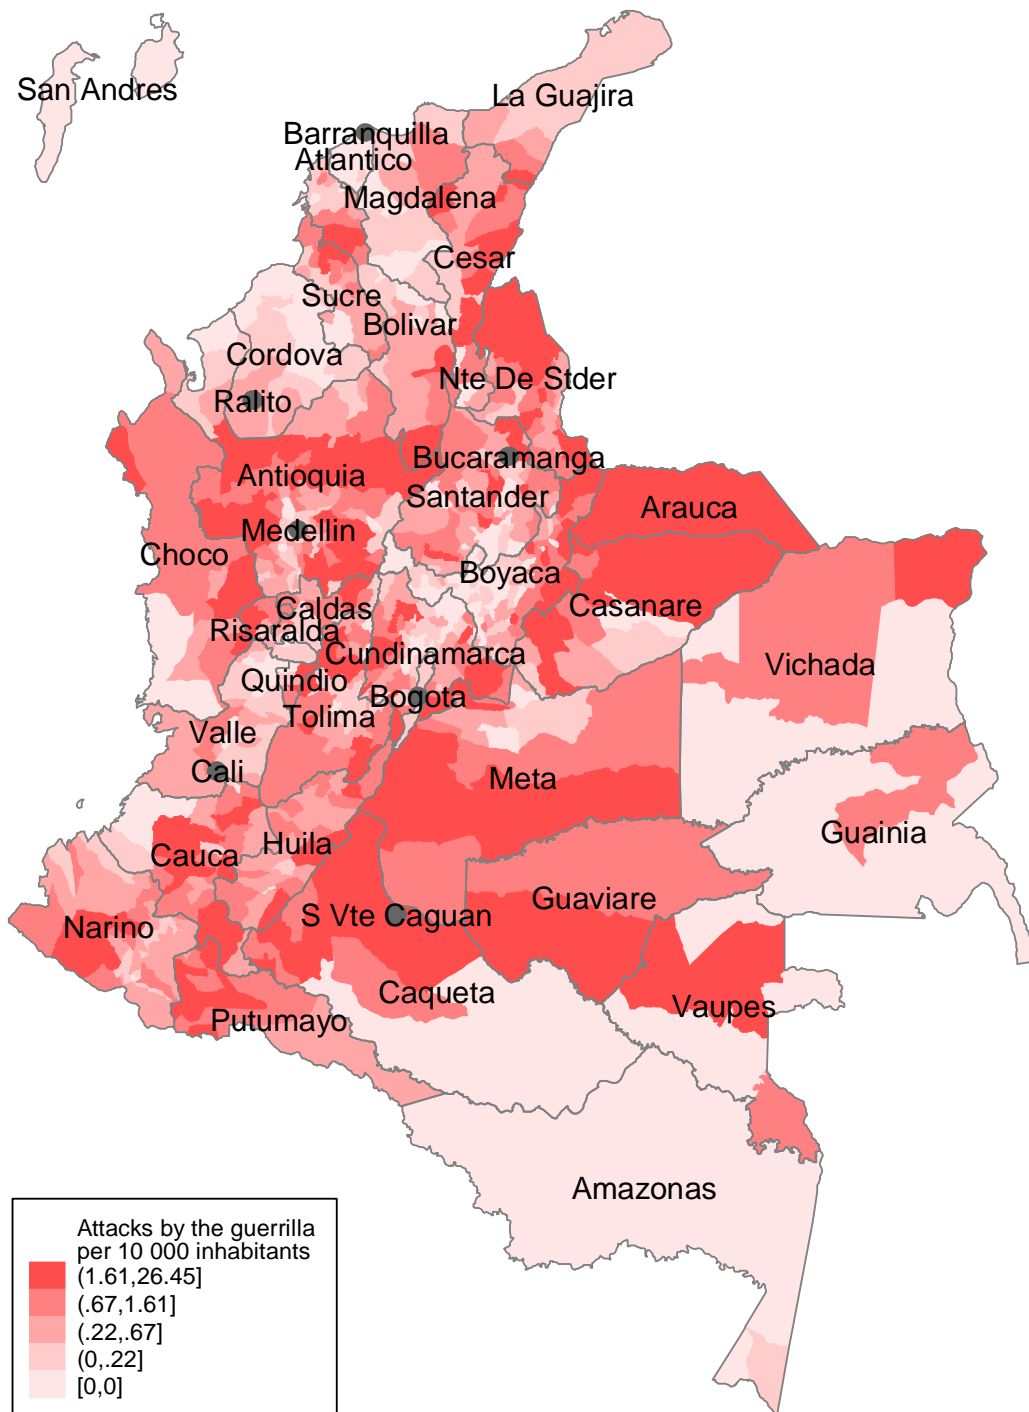 San Andres
La Guajira
Barranquilla
Atlantico
Magdalena
Cesar
Sucre
Bolivar
Cordova
Nte De Stder
Ralito
Bucaramanga
Antioquia
Santander
Arauca
Medellin
Choco
Boyaca
Caldas
Casanare
Risaralda
Cundinamarca
Vichada
Quindio
Bogota
Tolima
Valle
Cali
Meta
Guainia
Huila
Cauca
Guaviare
S Vte Caguan
Narino
Caqueta
Vaupes
Putumayo
Amazonas
Attacks by the guerrilla
per 10 000 inhabitants
(1.61,26.45]
(.67,1.61]
(.22,.67]
(0,.22]
[0,0]